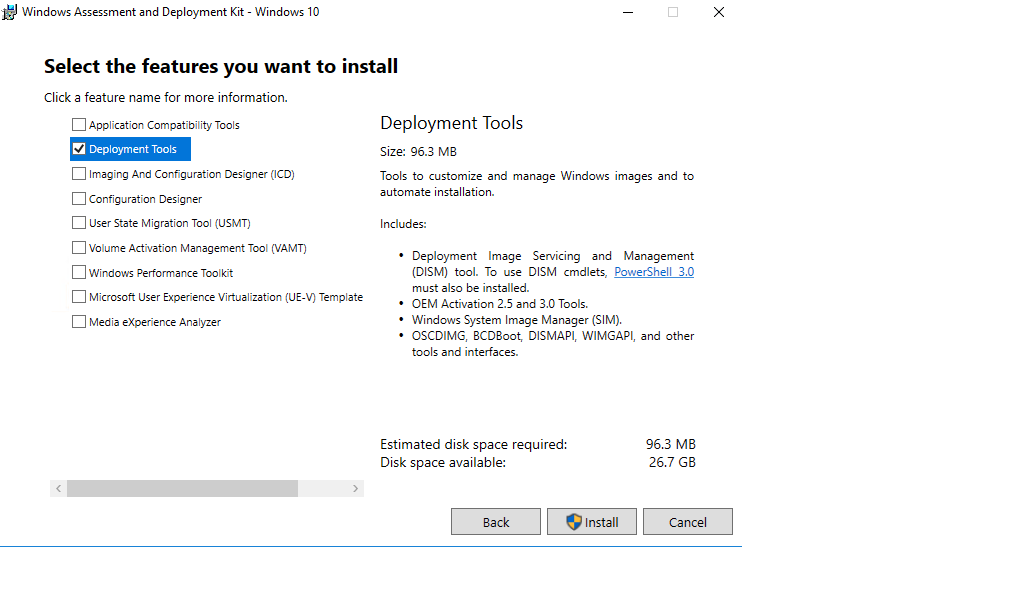 Windows Assessment and Deployment Kit - Windows 10
Select the features you want to install
Click a feature name for more information.
Application Compatibility Tools
Deployment Tools
Imaging And Configuration Designer (ICD)
Configuration Designer
User State Migration Tool (USMT)
Volume Activation Management Tool (VAMT)
Windows Performance Toolkit
Microsoft User Experience Virtualization (UE-V) Template
Media eXperience Analyzer
Deployment Tools
Size: 96.3 MB
Tools to customize and manage Windows images and to
automate installation.
Includes:
• Deployment Image Servicing and Management
(DISM) tool. To use DISM cmdlets, PowerShell 3.0
must also be installed.
• OEM Activation 2.5 and 3.0 Tools.
• Windows System Image Manager (SIM).
• OSCDIMG, BCDBoot, DISMAPI, WIMGAPI, and other
tools and interfaces.
Estimated disk space required: 96.3 MB
Disk space available: 26.7 GB
Back Install Cancel